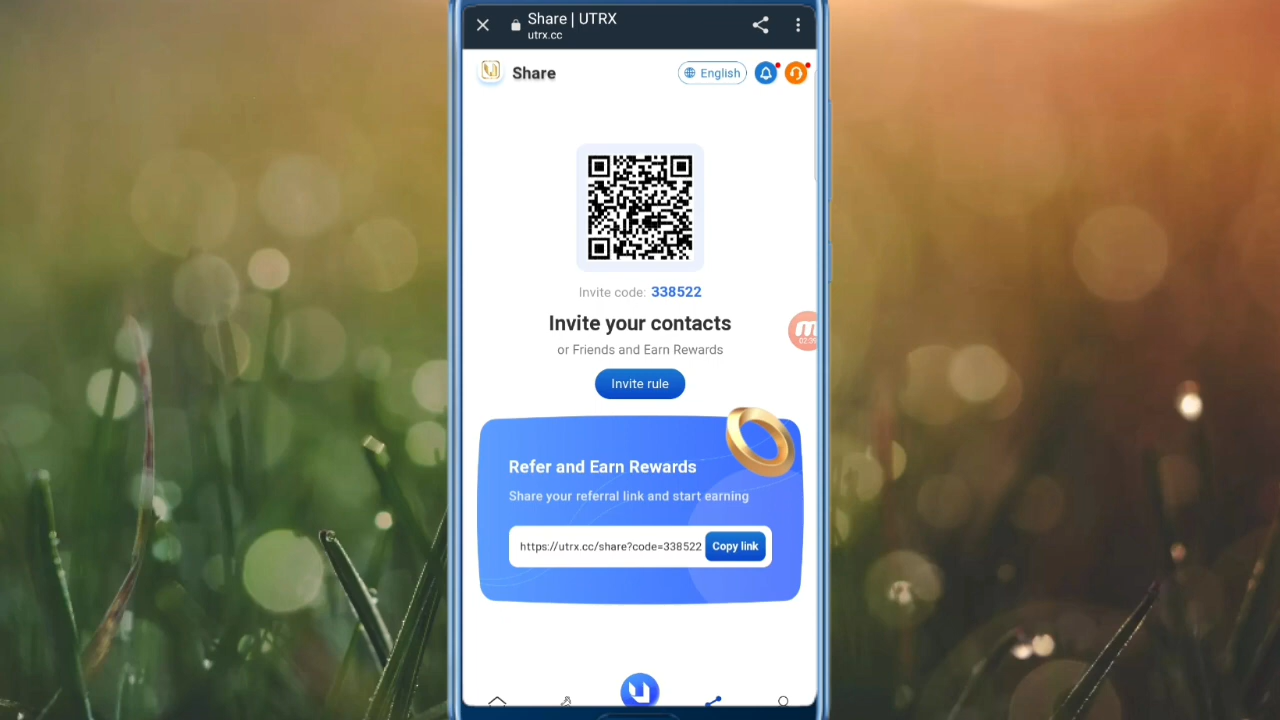 Share | UTRX
utrx.cc
Share
English
Invite code: 338522
Invite your contacts
or Friends and Earn Rewards
Invite rule
Refer and Earn Rewards
Share your referral link and start earning
https://utrx.cc/share?code=338522 Copy link